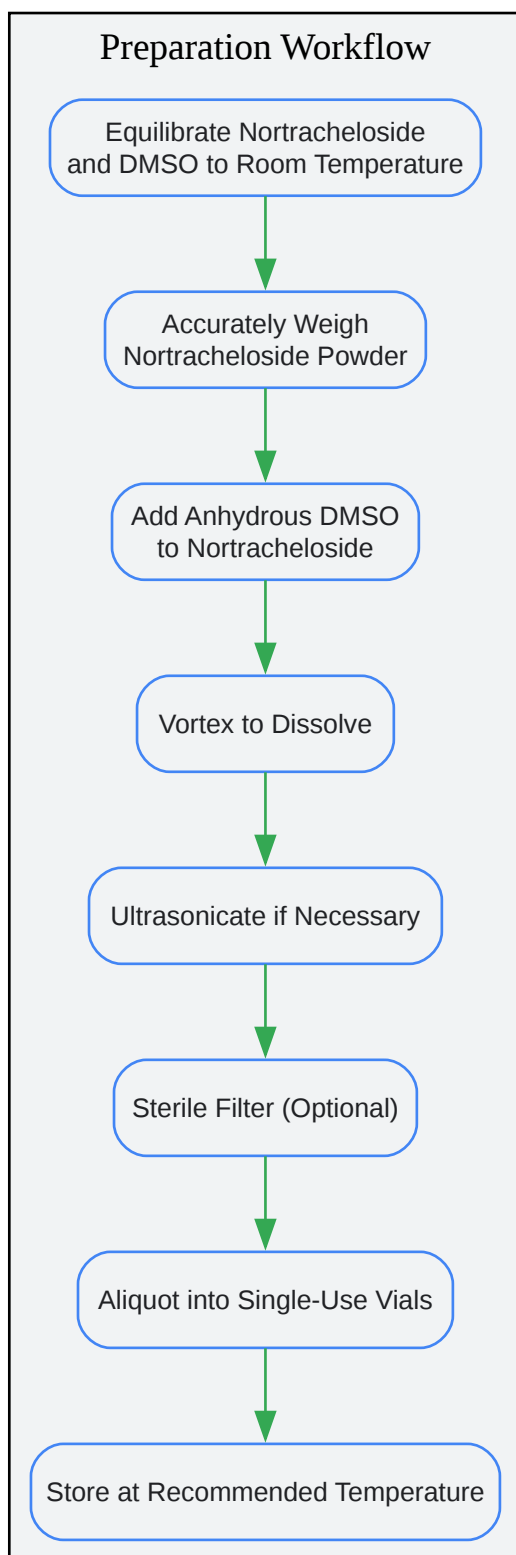 Preparation Workflow
Equilibrate Nortracheloside
and DMSO to Room Temperature
Accurately Weigh
Nortracheloside Powder
Add Anhydrous DMSO
to Nortracheloside
Vortex to Dissolve
Ultrasonicate if Necessary
Sterile Filter (Optional)
Aliquot into Single-Use Vials
Store at Recommended Temperature